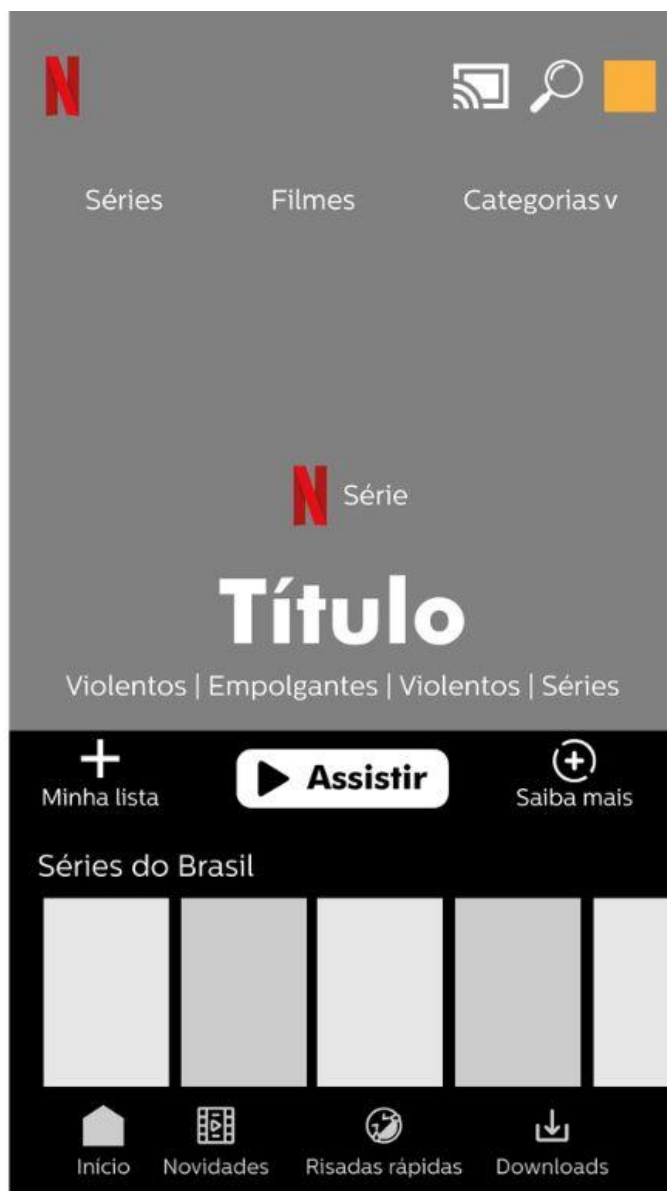 N
Séries Filmes Categorias v
N Série
Título
Violentos | Empolgantes | Violentos | Séries
Minha lista Assistir Saiba mais
Séries do Brasil
Início Novidades Risadas rápidas Downloads